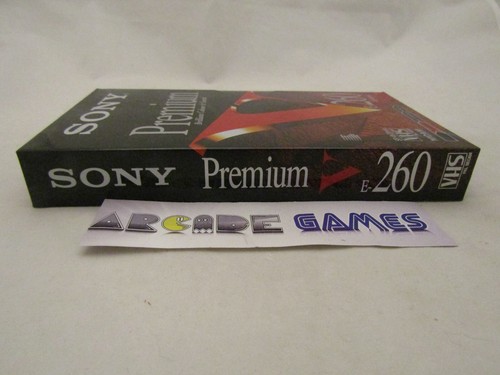 SONY
Premium
V
SONY Premium V E-260 VHS
ARCADE GAMES